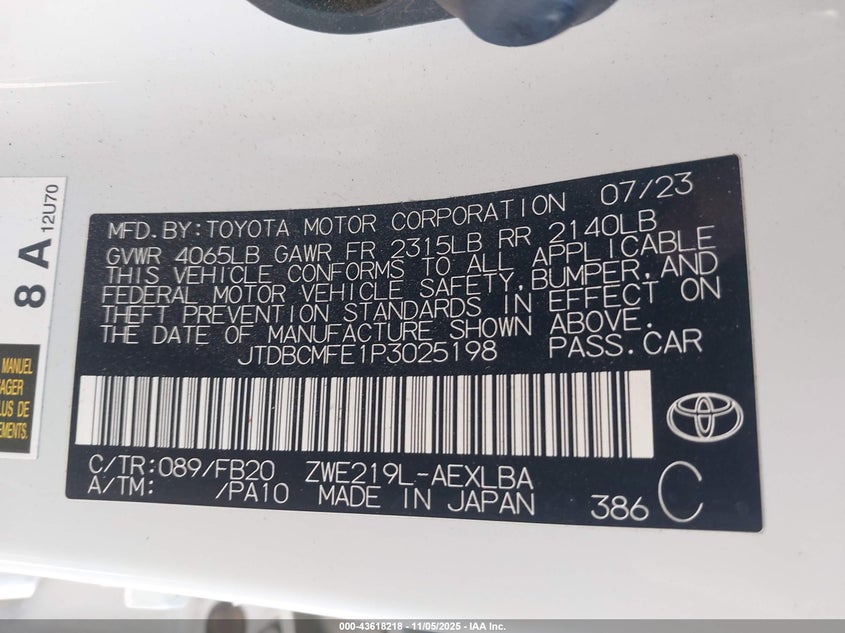 8 A 12U70
MANUEL
AGER
LUS DE
EMENTS.
MFD.BY:TOYOTA MOTOR CORPORATION 07/23
GVWR 4065LB GAWR FR 2315LB RR 2140LB
THIS VEHICLE CONFORMS TO ALL APPLICABLE
FEDERAL MOTOR VEHICLE SAFETY,BUMPER,AND
THEFT PREVENTION STANDARDS IN EFFECT ON
THE DATE OF MANUFACTURE SHOWN ABOVE.
JTDBCMFE1P3025198 PASS.CAR
C/TR:089/FB20 ZWE219L-AEXLBA
A/TM: /PA10 MADE IN JAPAN 386 C
000-43618218 - 11/05/2025 - IAA Inc.